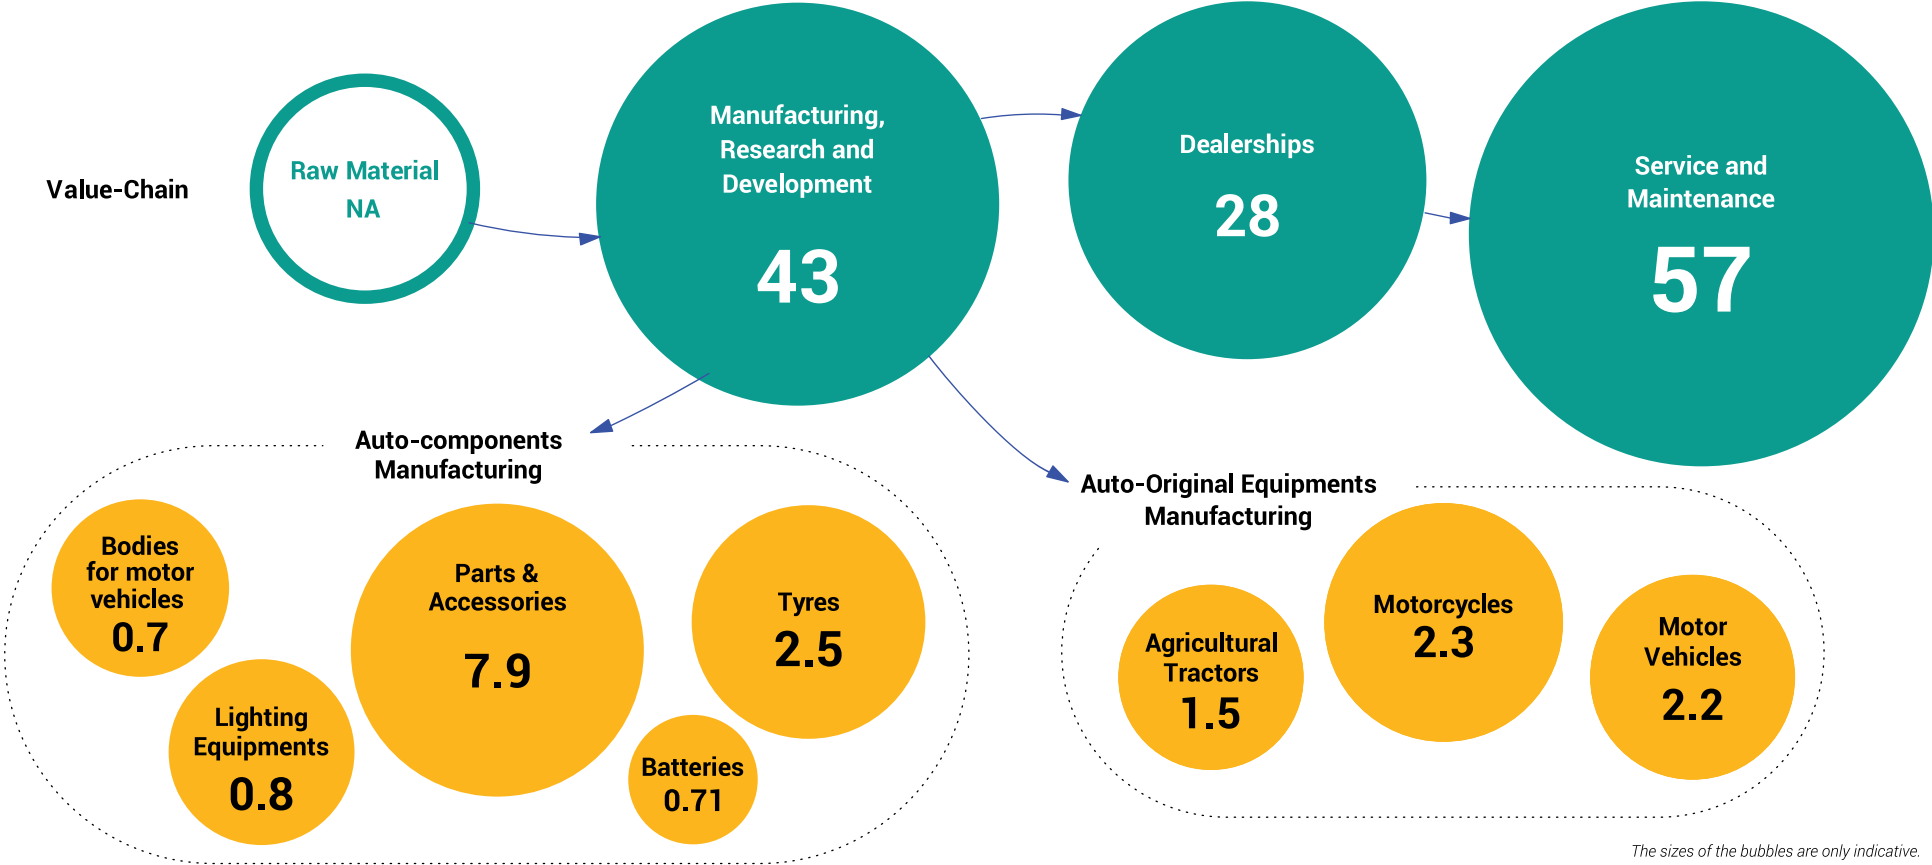 Value-Chain
Raw Material
NA
Manufacturing,
Research and
Development
43
Dealerships
28
Service and
Maintenance
57
Auto-components
Manufacturing
Bodies
for motor
vehicles
0.7
Lighting
Equipments
0.8
Parts &
Accessories
7.9
Tyres
2.5
Batteries
0.71
Auto-Original Equipments
Manufacturing
Agricultural
Tractors
1.5
Motorcycles
2.3
Motor
Vehicles
2.2
The sizes of the bubbles are only indicative.